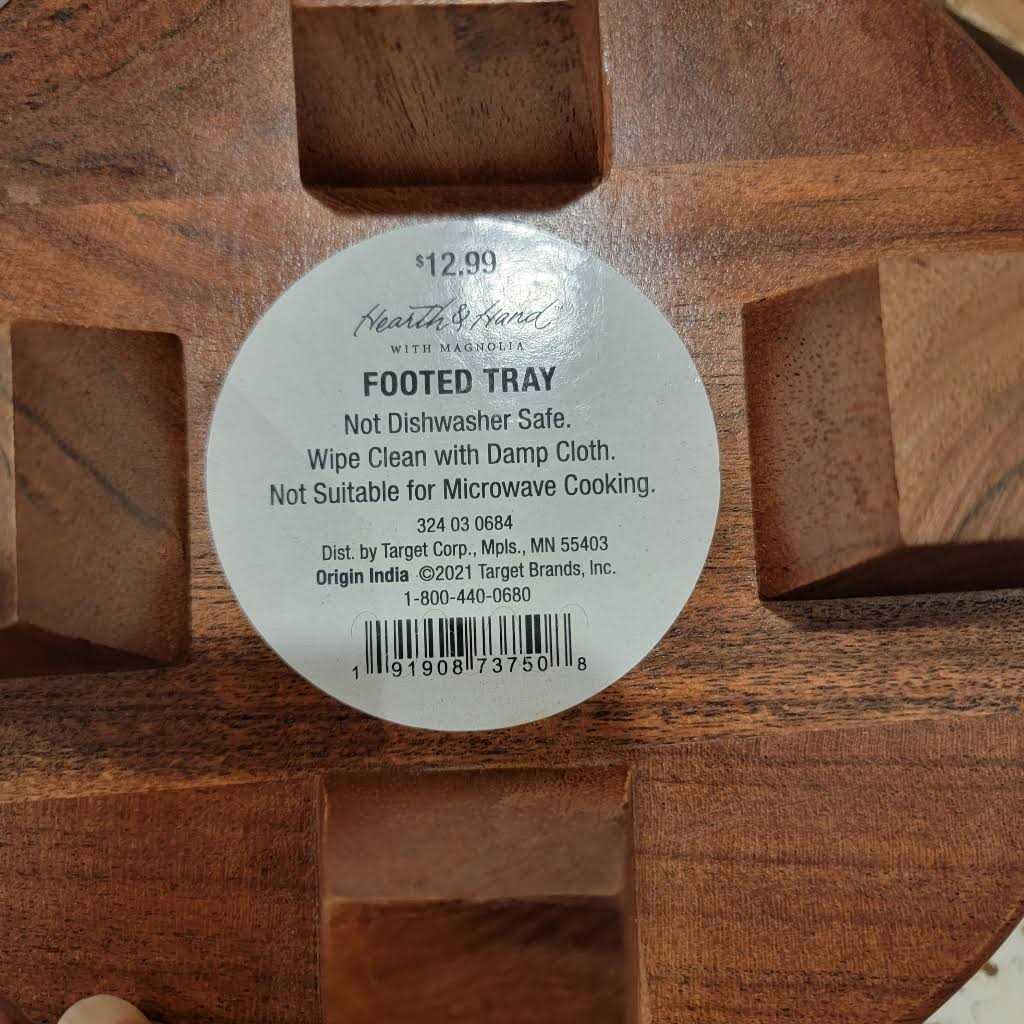 $12.99
Hearth & Hand
WITH MAGNOLIA
FOOTED TRAY
Not Dishwasher Safe.
Wipe Clean with Damp Cloth.
Not Suitable for Microwave Cooking.
324 03 0684
Dist. by Target Corp., Mpls., MN 55403
Origin India ©2021 Target Brands, Inc.
1-800-440-0680
1 91908 73750 8